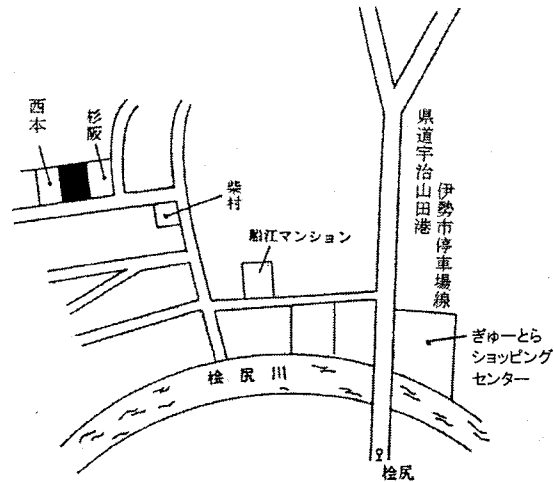 西本
杉阪
柴村
船江マンション
県道宇治山田港
伊勢市停車場線
ぎゅーとら
ショッピング
センター
桧尻川
桧尻